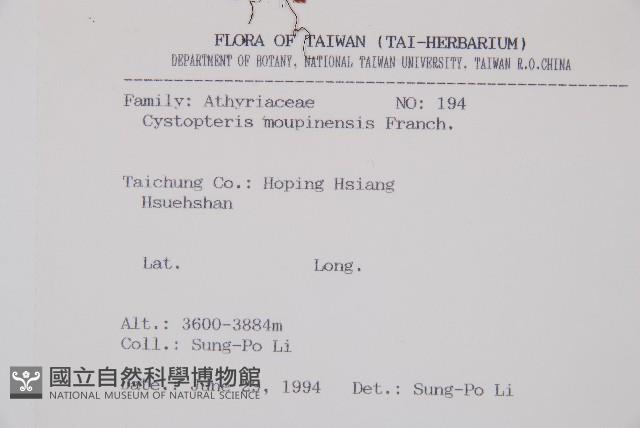 FLORA OF TAIWAN (TAI-HERBARIUM)
DEPARTMENT OF BOTANY, NATIONAL TAIWAN UNIVERSITY, TAIWAN R.O.CHINA
Family: Athyriaceae NO: 194
Cystopteris moupinensis Franch.
Taichung Co.: Hoping Hsiang
Hsuehshan
Lat. Long.
Alt.: 3600-3884m
Coll.: Sung-Po Li
國立自然科學博物館
NATIONAL MUSEUM OF NATURAL SCIENCE
Date.: June 1994 Det.: Sung-Po Li